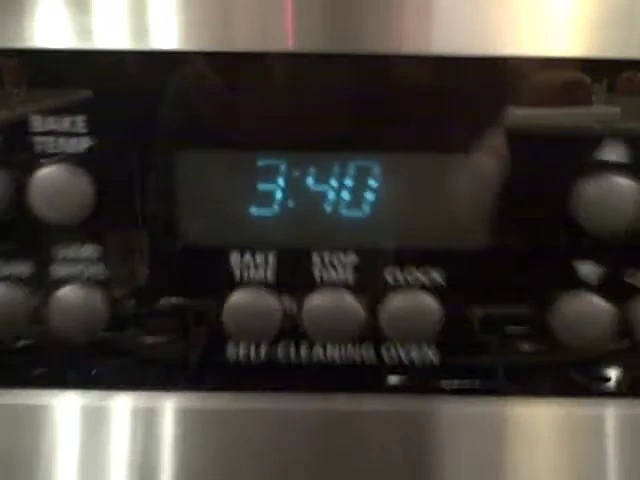 BAKE
TEMP
3:40
BAKE
TIME
STOP
TIME
CLOCK
SELF-CLEANING OVEN